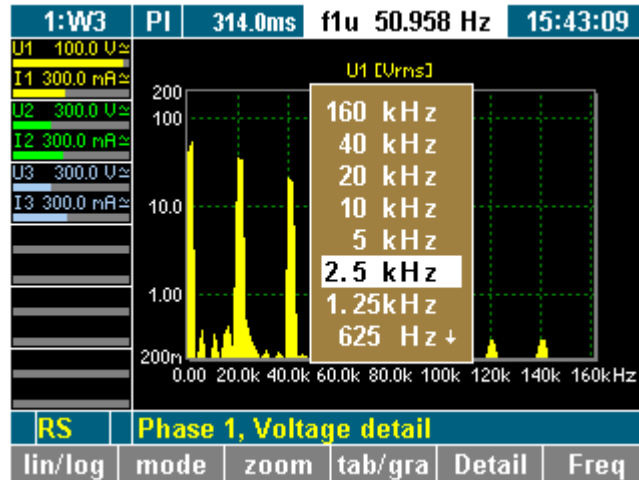 1:W3 PI 314.0ms f1u 50.958 Hz 15:43:09
U1 100.0 V≃
I1 300.0 mA≃
U2 300.0 V≃
I2 300.0 mA≃
U3 300.0 V≃
I3 300.0 mA≃
U1 [Vrms]
200
100
10.0
1.00
200m
160 kHz
40 kHz
20 kHz
10 kHz
5 kHz
2.5 kHz
1.25kHz
625 Hz↓
0.00 20.0k 40.0k 60.0k 80.0k 100k 120k 140k 160kHz
RS Phase 1, Voltage detail
lin/log mode zoom tab/gra Detail Freq